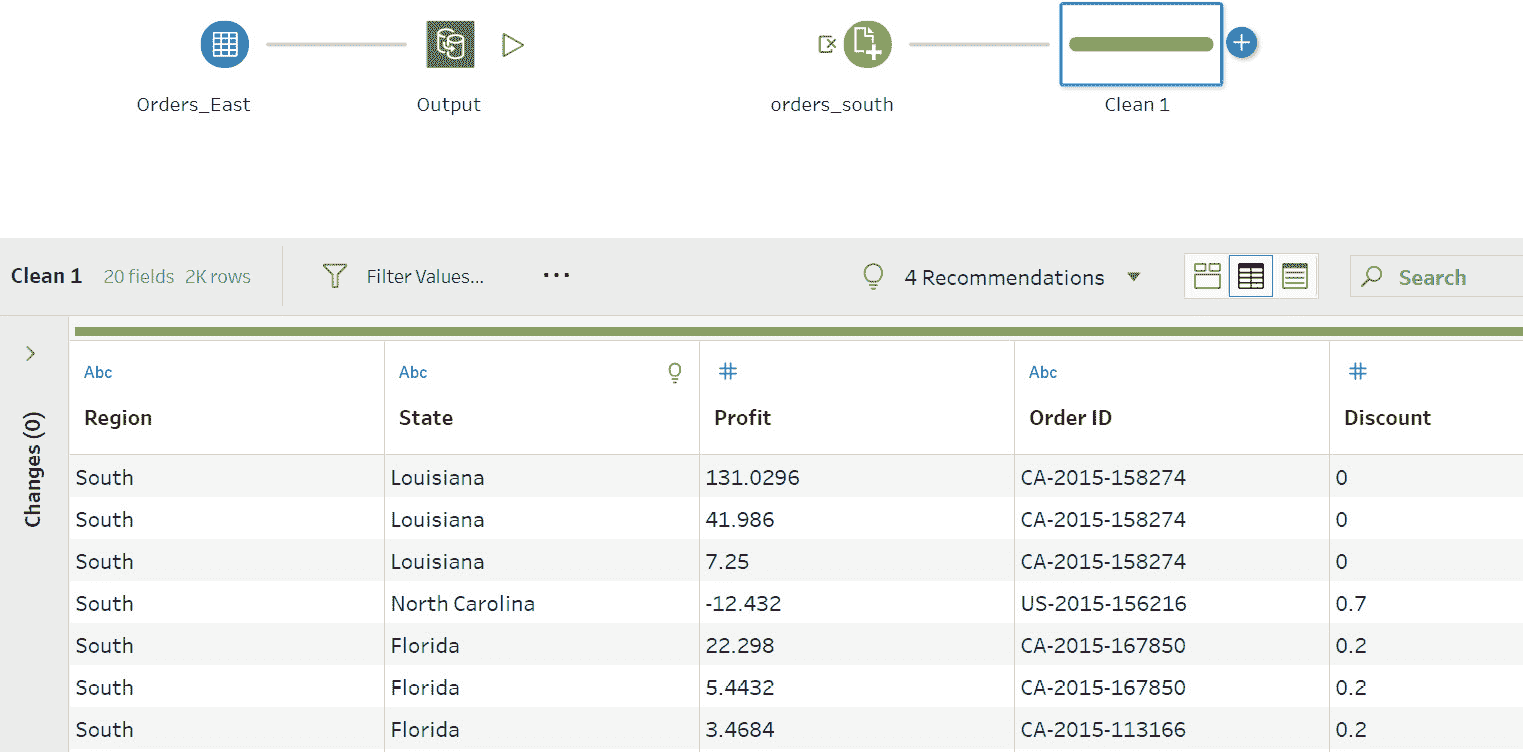 Orders_East Output orders_south Clean 1
Clean 1 20 fields 2K rows Filter Values... ... 4 Recommendations Search
Changes (0)
Abc Abc # Abc #
Region State Profit Order ID Discount
South Louisiana 131.0296 CA-2015-158274 0
South Louisiana 41.986 CA-2015-158274 0
South Louisiana 7.25 CA-2015-158274 0
South North Carolina -12.432 US-2015-156216 0.7
South Florida 22.298 CA-2015-167850 0.2
South Florida 5.4432 CA-2015-167850 0.2
South Florida 3.4684 CA-2015-113166 0.2